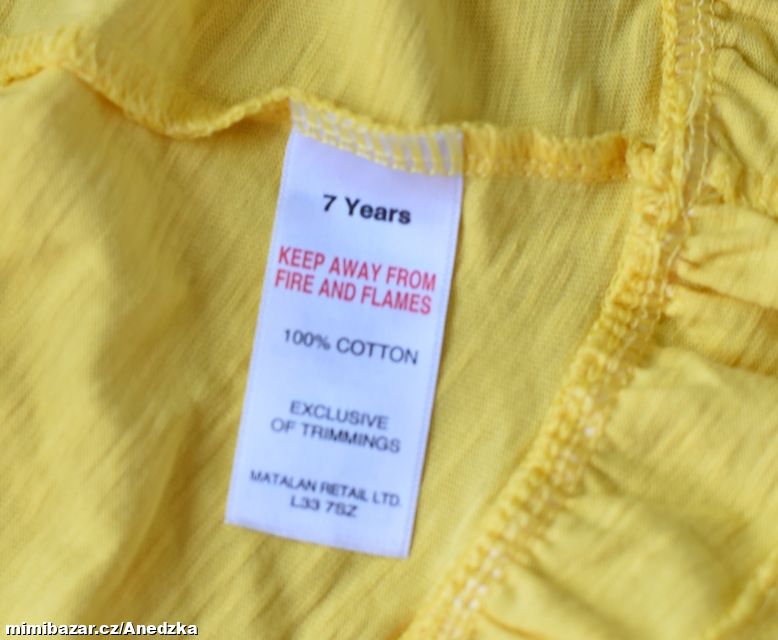 7 Years
KEEP AWAY FROM
FIRE AND FLAMES
100% COTTON
EXCLUSIVE
OF TRIMMINGS
MATALAN RETAIL LTD.
L33 7SZ
mimibazar.cz/Anedzka